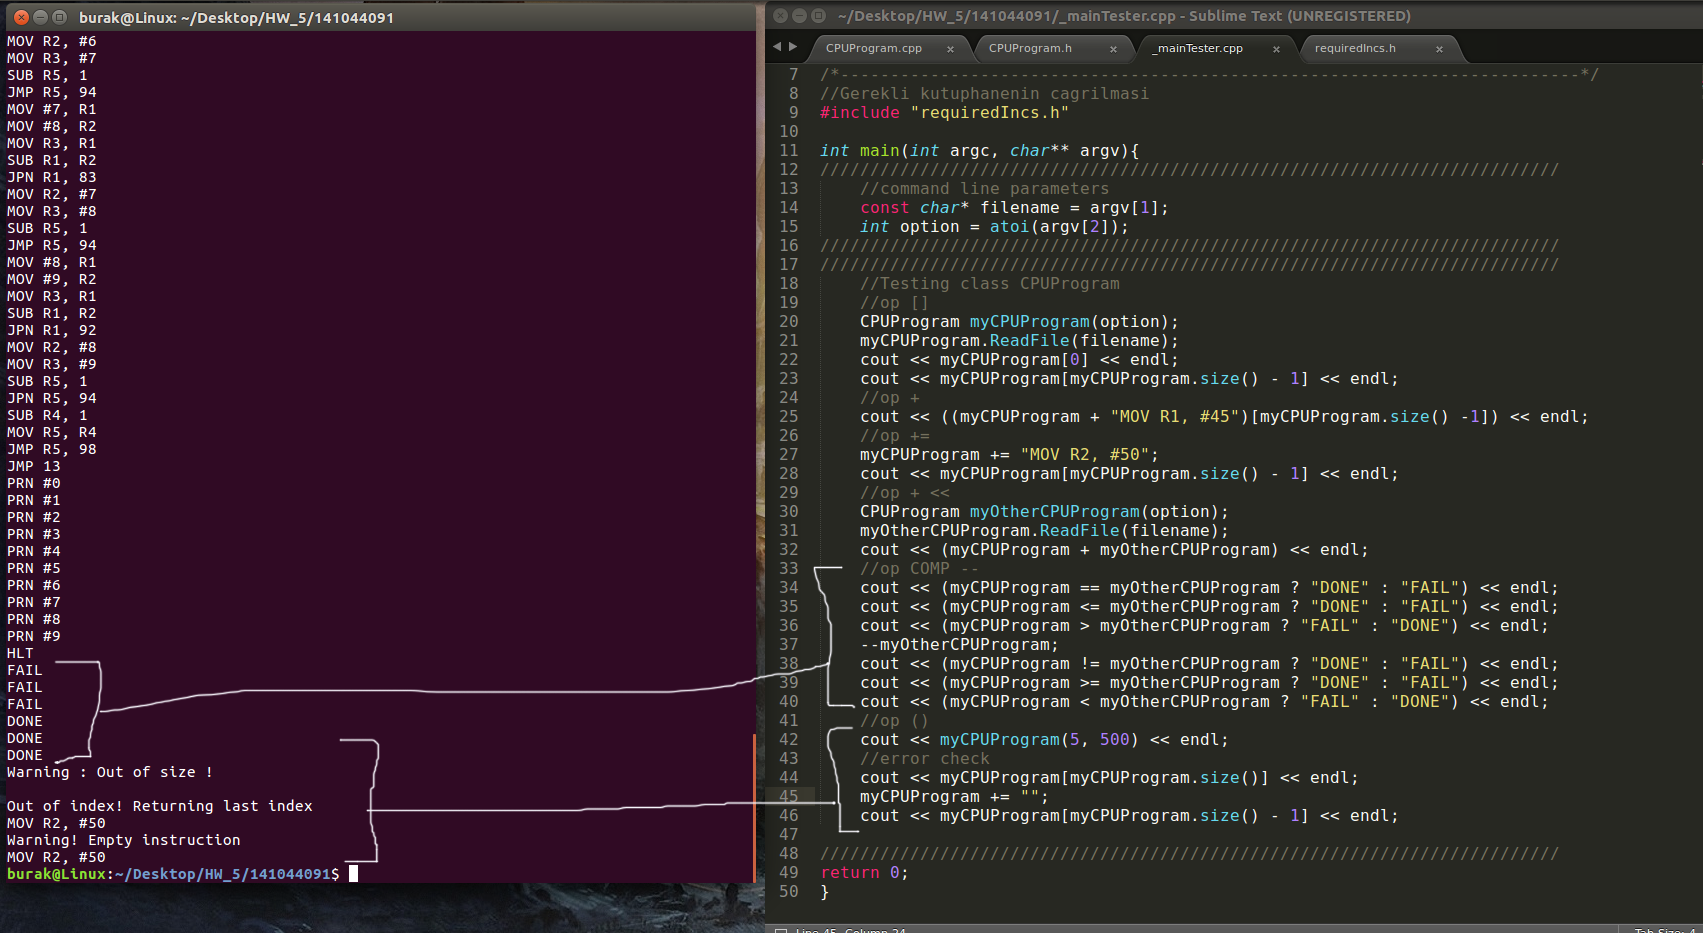 burak@Linux: ~/Desktop/HW_5/141044091
MOV R2, #6
MOV R3, #7
SUB R5, 1
JMP R5, 94
MOV #7, R1
MOV #8, R2
MOV R3, R1
SUB R1, R2
JPN R1, 83
MOV R2, #7
MOV R3, #8
SUB R5, 1
JMP R5, 94
MOV #8, R1
MOV #9, R2
MOV R3, R1
SUB R1, R2
JPN R1, 92
MOV R2, #8
MOV R3, #9
SUB R5, 1
JPN R5, 94
SUB R4, 1
MOV R5, R4
JMP R5, 98
JMP 13
PRN #0
PRN #1
PRN #2
PRN #3
PRN #4
PRN #5
PRN #6
PRN #7
PRN #8
PRN #9
HLT
FAIL
FAIL
FAIL
DONE
DONE
DONE
Warning : Out of size !
Out of index! Returning last index
MOV R2, #50
Warning! Empty instruction
MOV R2, #50
burak@Linux:~/Desktop/HW_5/141044091$
~/Desktop/HW_5/141044091/_mainTester.cpp - Sublime Text (UNREGISTERED)
CPUProgram.cpp × CPUProgram.h × _mainTester.cpp × requiredIncs.h ×
7 /*--------------------------------------------------------------------------*/
8 //Gerekli kutuphanenin cagrilmasi
9 #include "requiredIncs.h"
10
11 int main(int argc, char** argv){
12 //////////////////////////////////////////////////////////////////////////
13 //command line parameters
14 const char* filename = argv[1];
15 int option = atoi(argv[2]);
16 //////////////////////////////////////////////////////////////////////////
17 //////////////////////////////////////////////////////////////////////////
18 //Testing class CPUProgram
19 //op []
20 CPUProgram myCPUProgram(option);
21 myCPUProgram.ReadFile(filename);
22 cout << myCPUProgram[0] << endl;
23 cout << myCPUProgram[myCPUProgram.size() - 1] << endl;
24 //op +
25 cout << ((myCPUProgram + "MOV R1, #45")[myCPUProgram.size() -1]) << endl;
26 //op +=
27 myCPUProgram += "MOV R2, #50";
28 cout << myCPUProgram[myCPUProgram.size() - 1] << endl;
29 //op + <<
30 CPUProgram myOtherCPUProgram(option);
31 myOtherCPUProgram.ReadFile(filename);
32 cout << (myCPUProgram + myOtherCPUProgram) << endl;
33 //op COMP --
34 cout << (myCPUProgram == myOtherCPUProgram ? "DONE" : "FAIL") << endl;
35 cout << (myCPUProgram <= myOtherCPUProgram ? "DONE" : "FAIL") << endl;
36 cout << (myCPUProgram > myOtherCPUProgram ? "FAIL" : "DONE") << endl;
37 --myOtherCPUProgram;
38 cout << (myCPUProgram != myOtherCPUProgram ? "DONE" : "FAIL") << endl;
39 cout << (myCPUProgram >= myOtherCPUProgram ? "DONE" : "FAIL") << endl;
40 cout << (myCPUProgram < myOtherCPUProgram ? "FAIL" : "DONE") << endl;
41 //op ()
42 cout << myCPUProgram(5, 500) << endl;
43 //error check
44 cout << myCPUProgram[myCPUProgram.size()] << endl;
45 myCPUProgram += "";
46 cout << myCPUProgram[myCPUProgram.size() - 1] << endl;
47
48 //////////////////////////////////////////////////////////////////////////
49 return 0;
50 }
Line 45, Column 24
Tab Size: 4